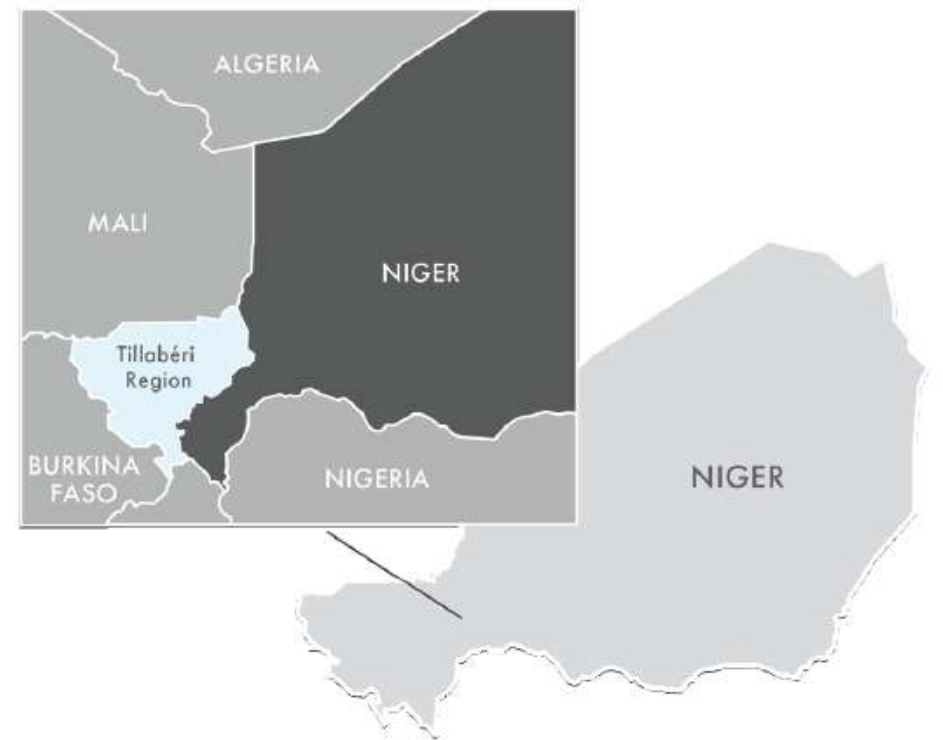 ALGERIA
MALI
NIGER
Tillabéri
Region
BURKINA
FASO
NIGERIA
NIGER